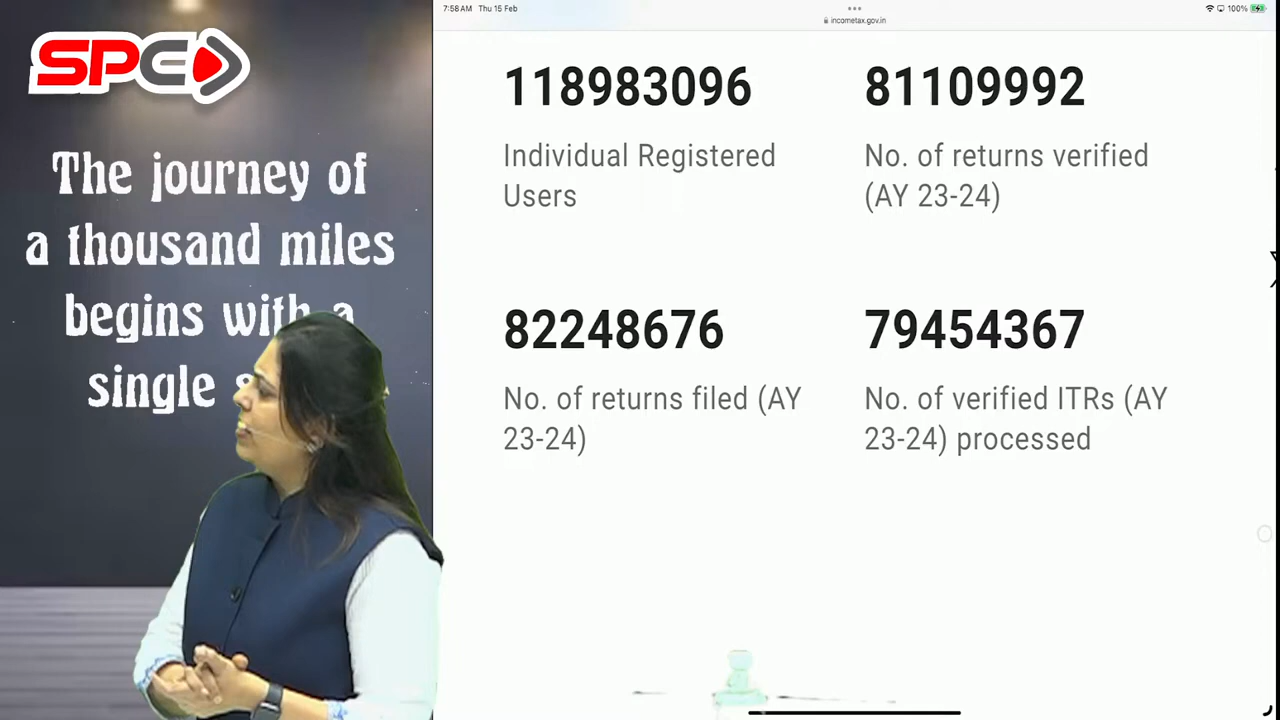 7:58 AM Thu 15 Feb
incometax.gov.in
100%
SPED
The journey of
a thousand miles
begins with a
single
118983096
Individual Registered
Users
81109992
No. of returns verified
(AY 23-24)
82248676
No. of returns filed (AY
23-24)
79454367
No. of verified ITRs (AY
23-24) processed